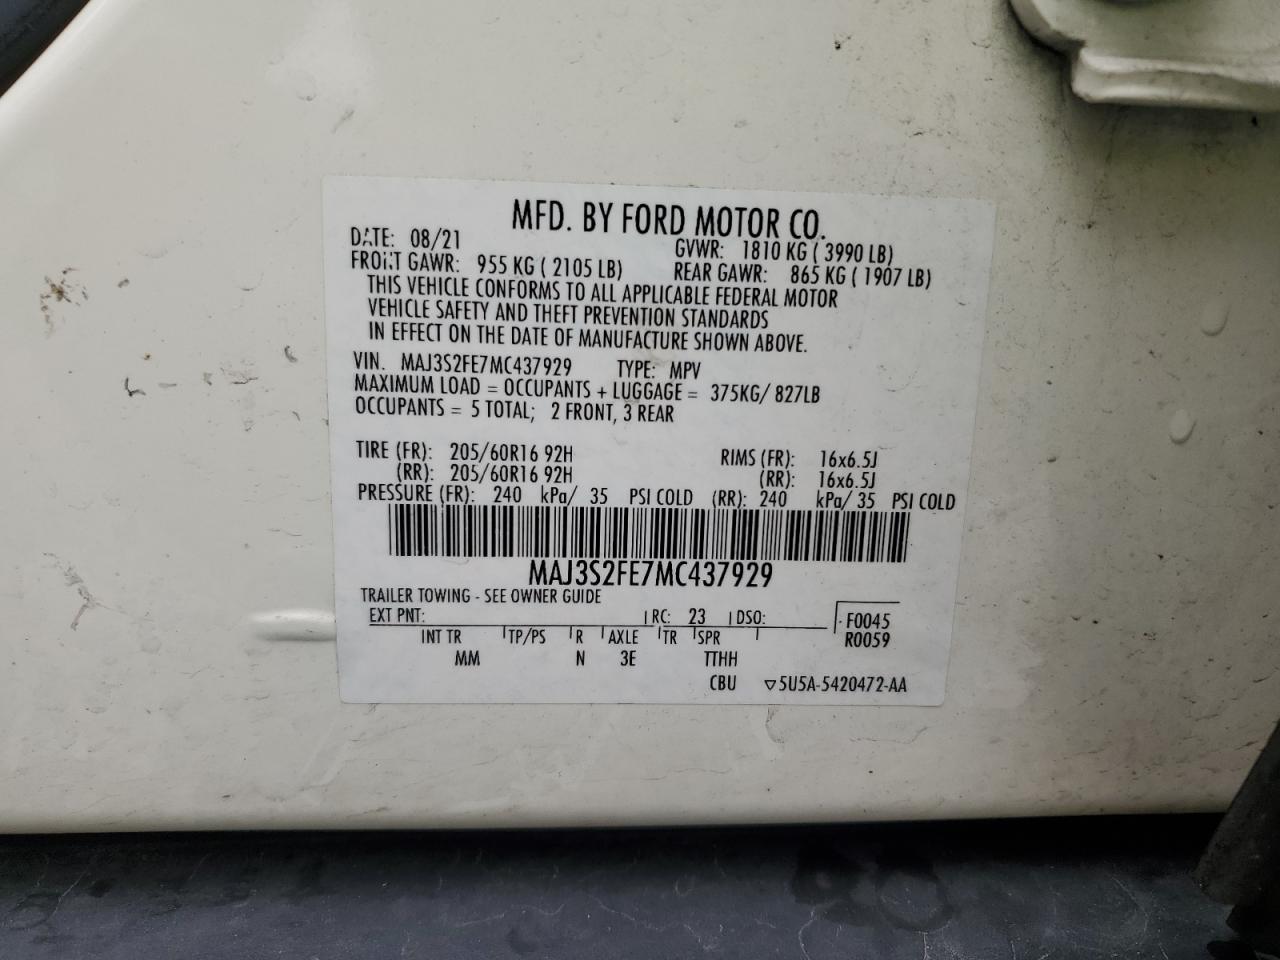 MFD. BY FORD MOTOR CO.
DATE: 08/21 GVWR: 1810 KG ( 3990 LB)
FRONT GAWR: 955 KG ( 2105 LB) REAR GAWR: 865 KG ( 1907 LB)
THIS VEHICLE CONFORMS TO ALL APPLICABLE FEDERAL MOTOR
VEHICLE SAFETY AND THEFT PREVENTION STANDARDS
IN EFFECT ON THE DATE OF MANUFACTURE SHOWN ABOVE.
VIN. MAJ3S2FE7MC437929 TYPE: MPV
MAXIMUM LOAD = OCCUPANTS + LUGGAGE = 375KG/ 827LB
OCCUPANTS = 5 TOTAL; 2 FRONT, 3 REAR
TIRE (FR): 205/60R16 92H RIMS (FR): 16x6.5J
(RR): 205/60R16 92H (RR): 16x6.5J
PRESSURE (FR): 240 kPa/ 35 PSI COLD (RR): 240 kPa/ 35 PSI COLD
MAJ3S2FE7MC437929
TRAILER TOWING - SEE OWNER GUIDE
EXT PNT: RC: 23 DSO: F0045
INT TR TP/PS R AXLE TR SPR R0059
MM N 3E TTHH
CBU ▽5U5A-5420472-AA